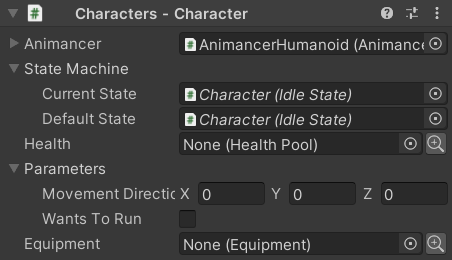 Characters - Character
Animancer AnimancerHumanoid (Animance
State Machine
Current State Character (Idle State)
Default State Character (Idle State)
Health None (Health Pool)
Parameters
Movement Directio X 0 Y 0 Z 0
Wants To Run
Equipment None (Equipment)